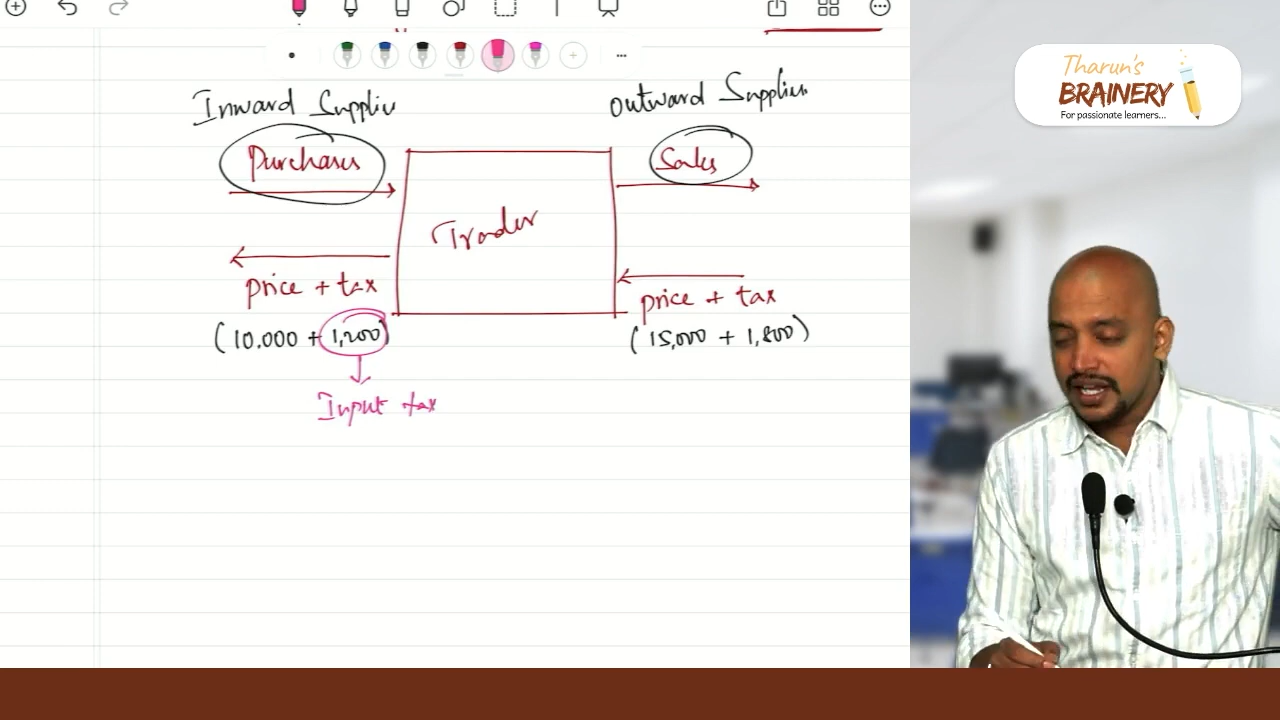 Tharun's
BRAINERY
For passionate learners...
Inward Supplie
Outward Supplies
Purchases
Sales
Trader
price + tax
price + tax
(10,000 + 1,200)
(15,000 + 1,800)
Input tax